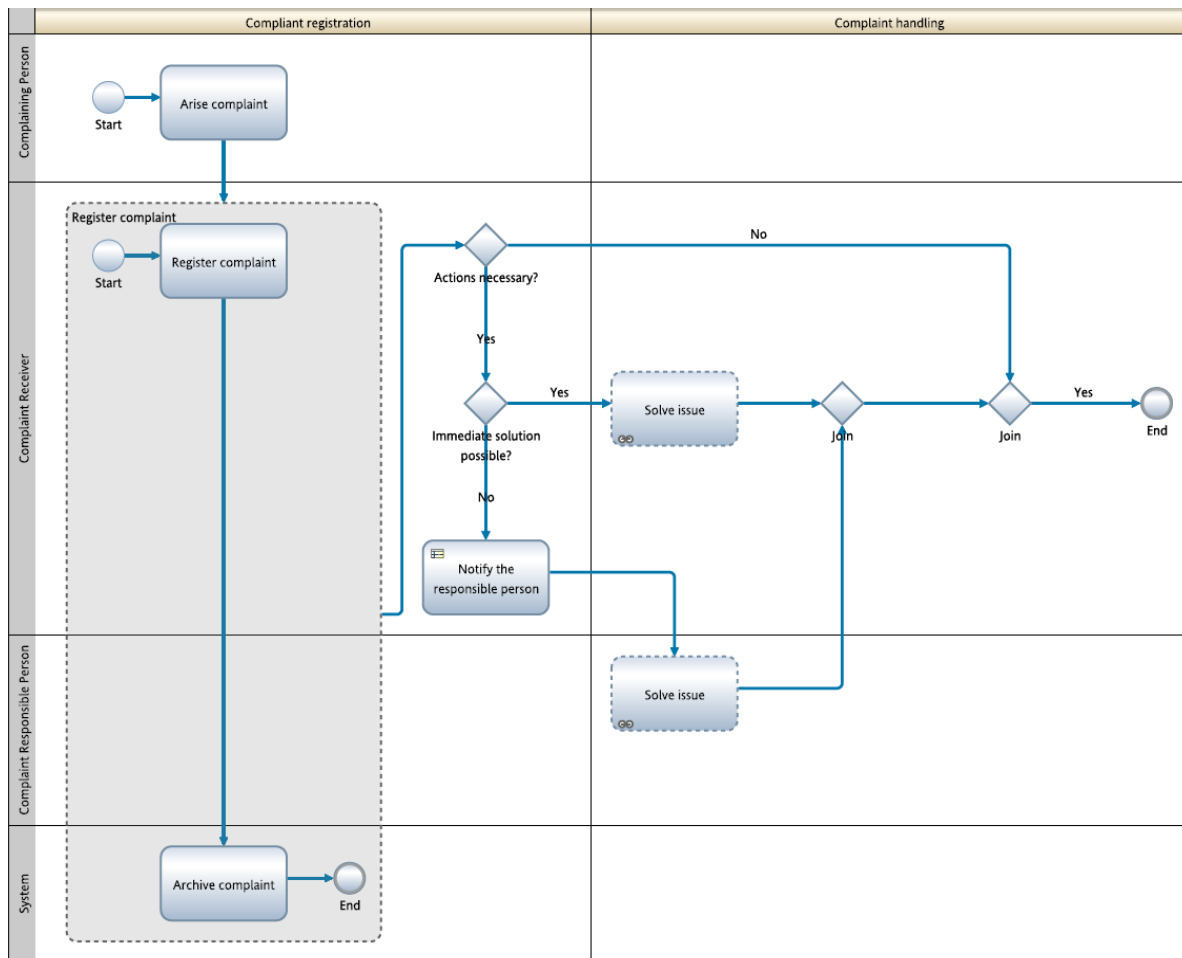 Compliant registration
Complaint handling
Complaining Person
Arise complaint
Start
Complaint Receiver
Register complaint
Register complaint
Start
No
Actions necessary?
Yes
Yes
Solve issue
Yes
Immediate solution
possible?
Join
Join
End
No
Notify the
responsible person
Complaint Responsible Person
Solve issue
System
Archive complaint
End